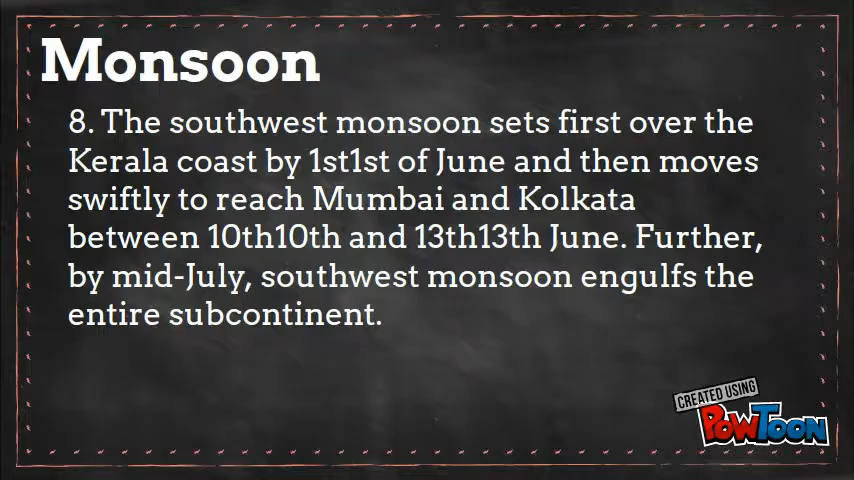 Monsoon
8. The southwest monsoon sets first over the
Kerala coast by 1st1st of June and then moves
swiftly to reach Mumbai and Kolkata
between 10th10th and 13th13th June. Further,
by mid-July, southwest monsoon engulfs the
entire subcontinent.
CREATED USING
POWTOON